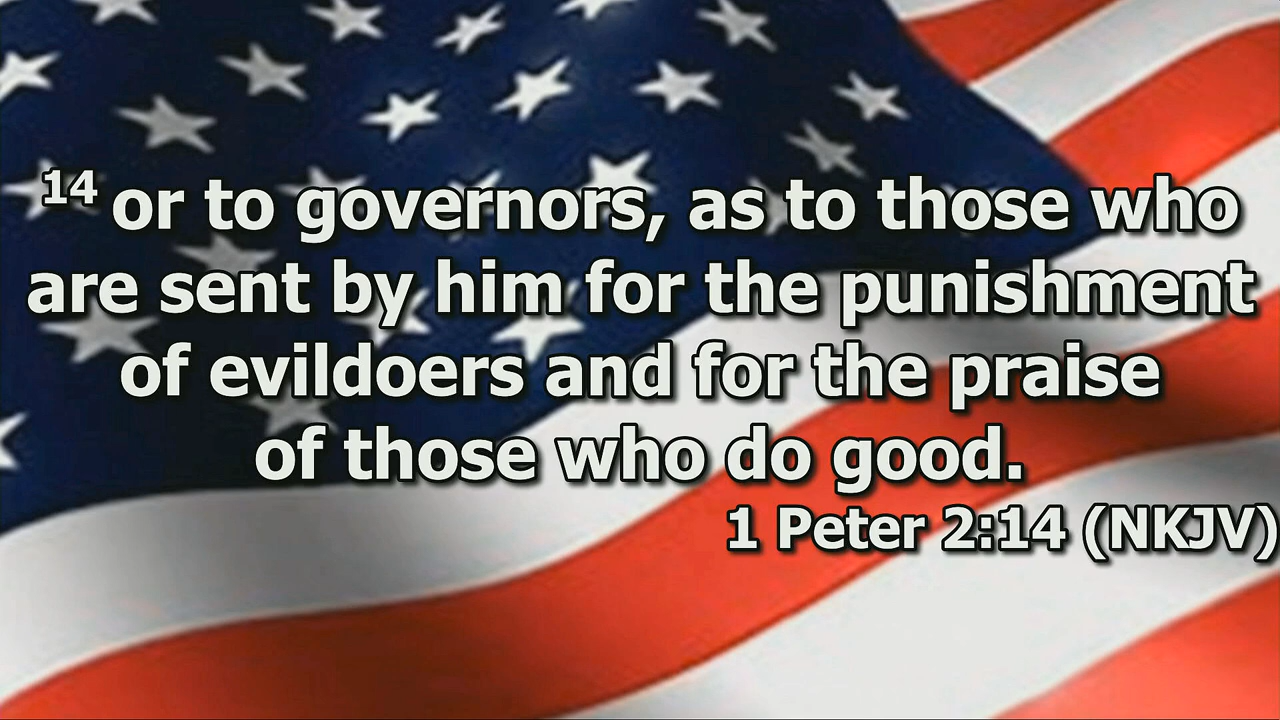 14 or to governors, as to those who
are sent by him for the punishment
of evildoers and for the praise
of those who do good.
1 Peter 2:14 (NKJV)